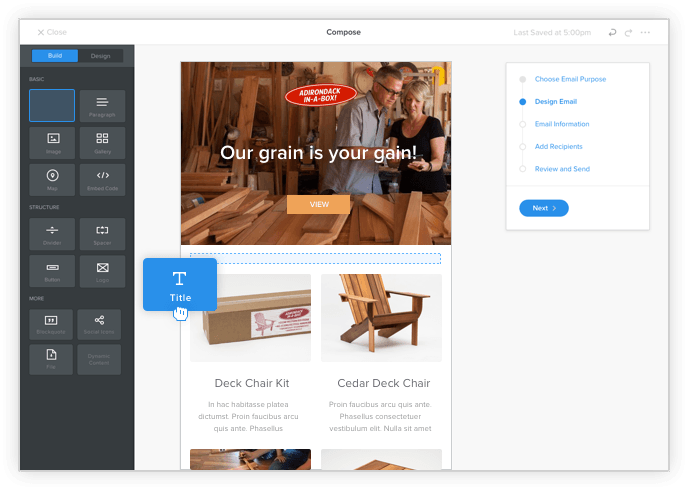 Close
Compose
Last Saved at 5:00pm
Build
Design
BASIC
Paragraph
Image
Gallery
Map
Embed Code
STRUCTURE
Divider
Spacer
Button
Logo
MORE
Blockquote
Social Icons
File
Dynamic
Content
ADIRONDACK
IN-A-BOX!
Our grain is your gain!
VIEW
Title
Deck Chair Kit
In hac habitasse platea
dictumst. Proin faucibus arcu
quis ante. Phasellus
Cedar Deck Chair
Proin faucibus arcu quis ante.
Phasellus consectetuer
vestibulum elit. Nulla sit amet
Choose Email Purpose
Design Email
Email Information
Add Recipients
Review and Send
Next